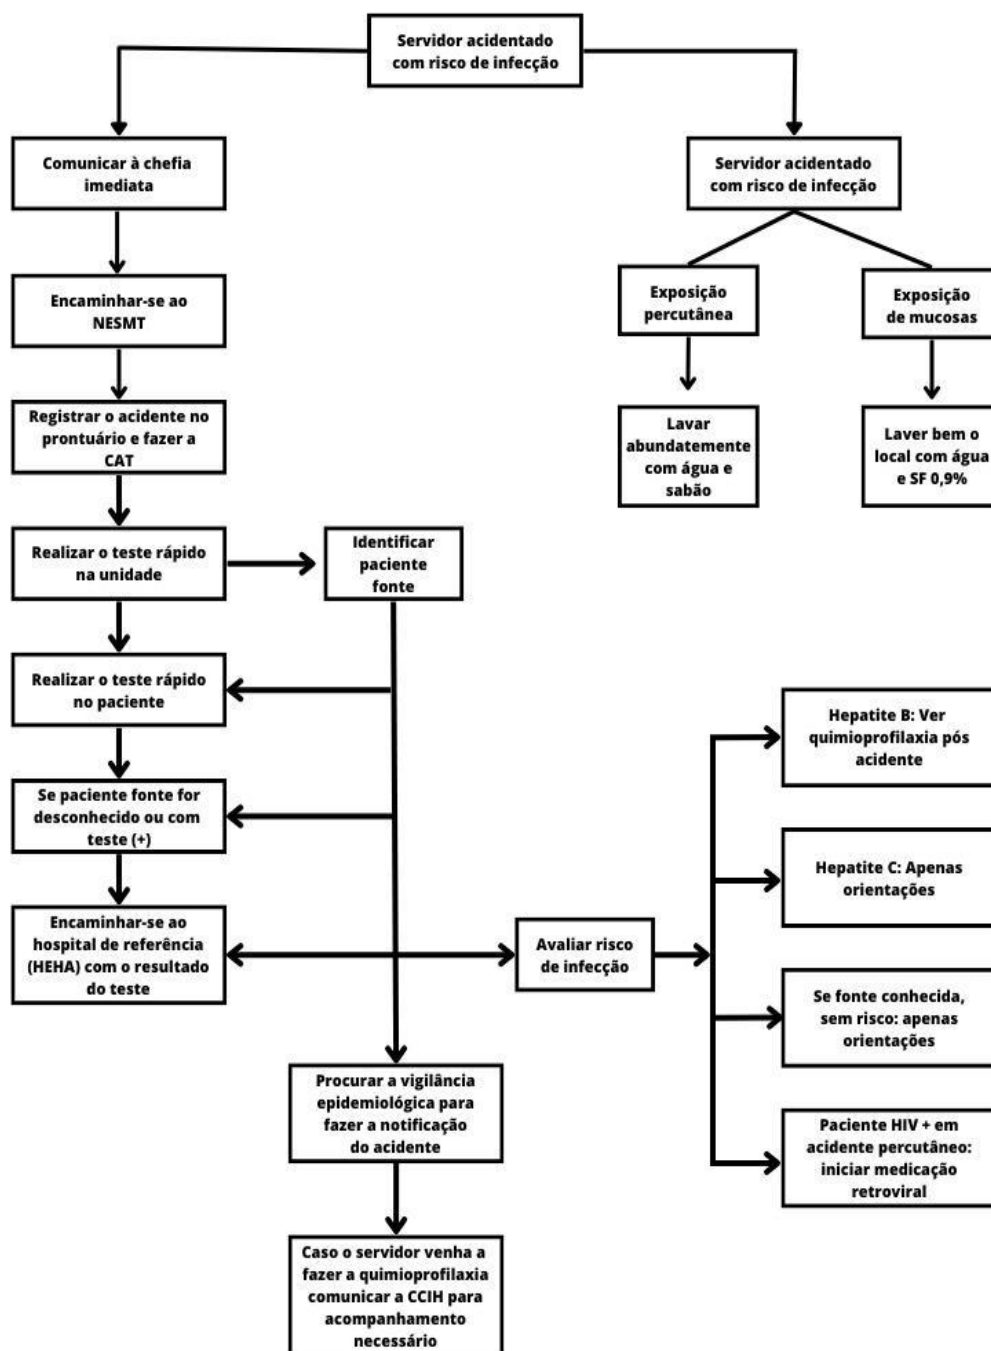 Servidor acidentado
com risco de infecção
Comunicar à chefia
imediata
Servidor acidentado
com risco de infecção
Encaminhar-se ao
NESMT
Exposição
percutânea
Exposição
de mucosas
Registrar o acidente no
prontuário e fazer a
CAT
Lavar
abundatemente
com água e
sabão
Laver bem o
local com água
e SF 0,9%
Realizar o teste rápido
na unidade
Identificar
paciente
fonte
Realizar o teste rápido
no paciente
Hepatite B: Ver
quimioprofilaxia pós
acidente
Se paciente fonte for
desconhecido ou com
teste (+)
Hepatite C: Apenas
orientações
Encaminhar-se ao
hospital de referência
(HEHA) com o resultado
do teste
Avaliar risco
de infecção
Se fonte conhecida,
sem risco: apenas
orientações
Procurar a vigilância
epidemiológica para
fazer a notificação
do acidente
Paciente HIV + em
acidente percutâneo:
iniciar medicação
retroviral
Caso o servidor venha a
fazer a quimioprofilaxia
comunicar a CCIH para
acompanhamento
necessário